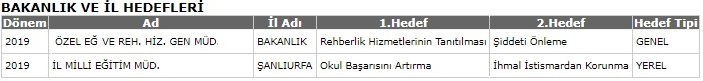 BAKANLIK VE İL HEDEFLERİ
Dönem Ad İl Adı 1.Hedef 2.Hedef Hedef Tipi
2019 ÖZEL EĞ VE REH. HİZ. GEN MÜD. BAKANLIK Rehberlik Hizmetlerinin Tanıtılması Şiddeti Önleme GENEL
2019 İL MİLLİ EĞİTİM MÜD. ŞANLIURFA Okul Başarısını Artırma İhmal İstismardan Korunma YEREL